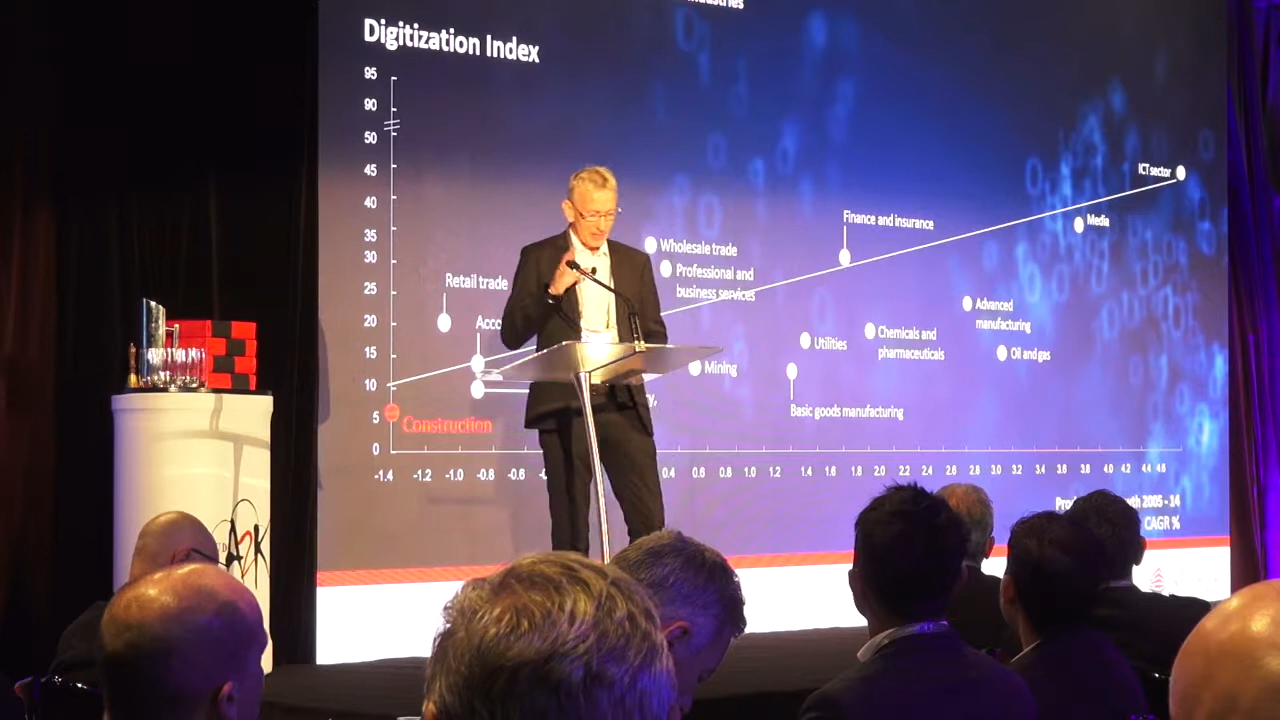 Digitization Index
95
90
50
45
40
35
30
25
20
15
10
5
0
ICT sector
Media
Finance and insurance
Wholesale trade
Professional and
business services
Retail trade
Advanced
manufacturing
Utilities
Chemicals and
pharmaceuticals
Oil and gas
Mining
Basic goods manufacturing
Construction
-1.4 -1.2 -1.0 -0.8 -0.6 0.4 0.6 0.8 1.0 1.2 1.4 1.6 1.8 2.0 2.2 2.4 2.6 2.8 3.0 3.2 3.4 3.6 3.8 4.0 4.2 4.4 4.6
2005 - 14
CAGR %
A2K